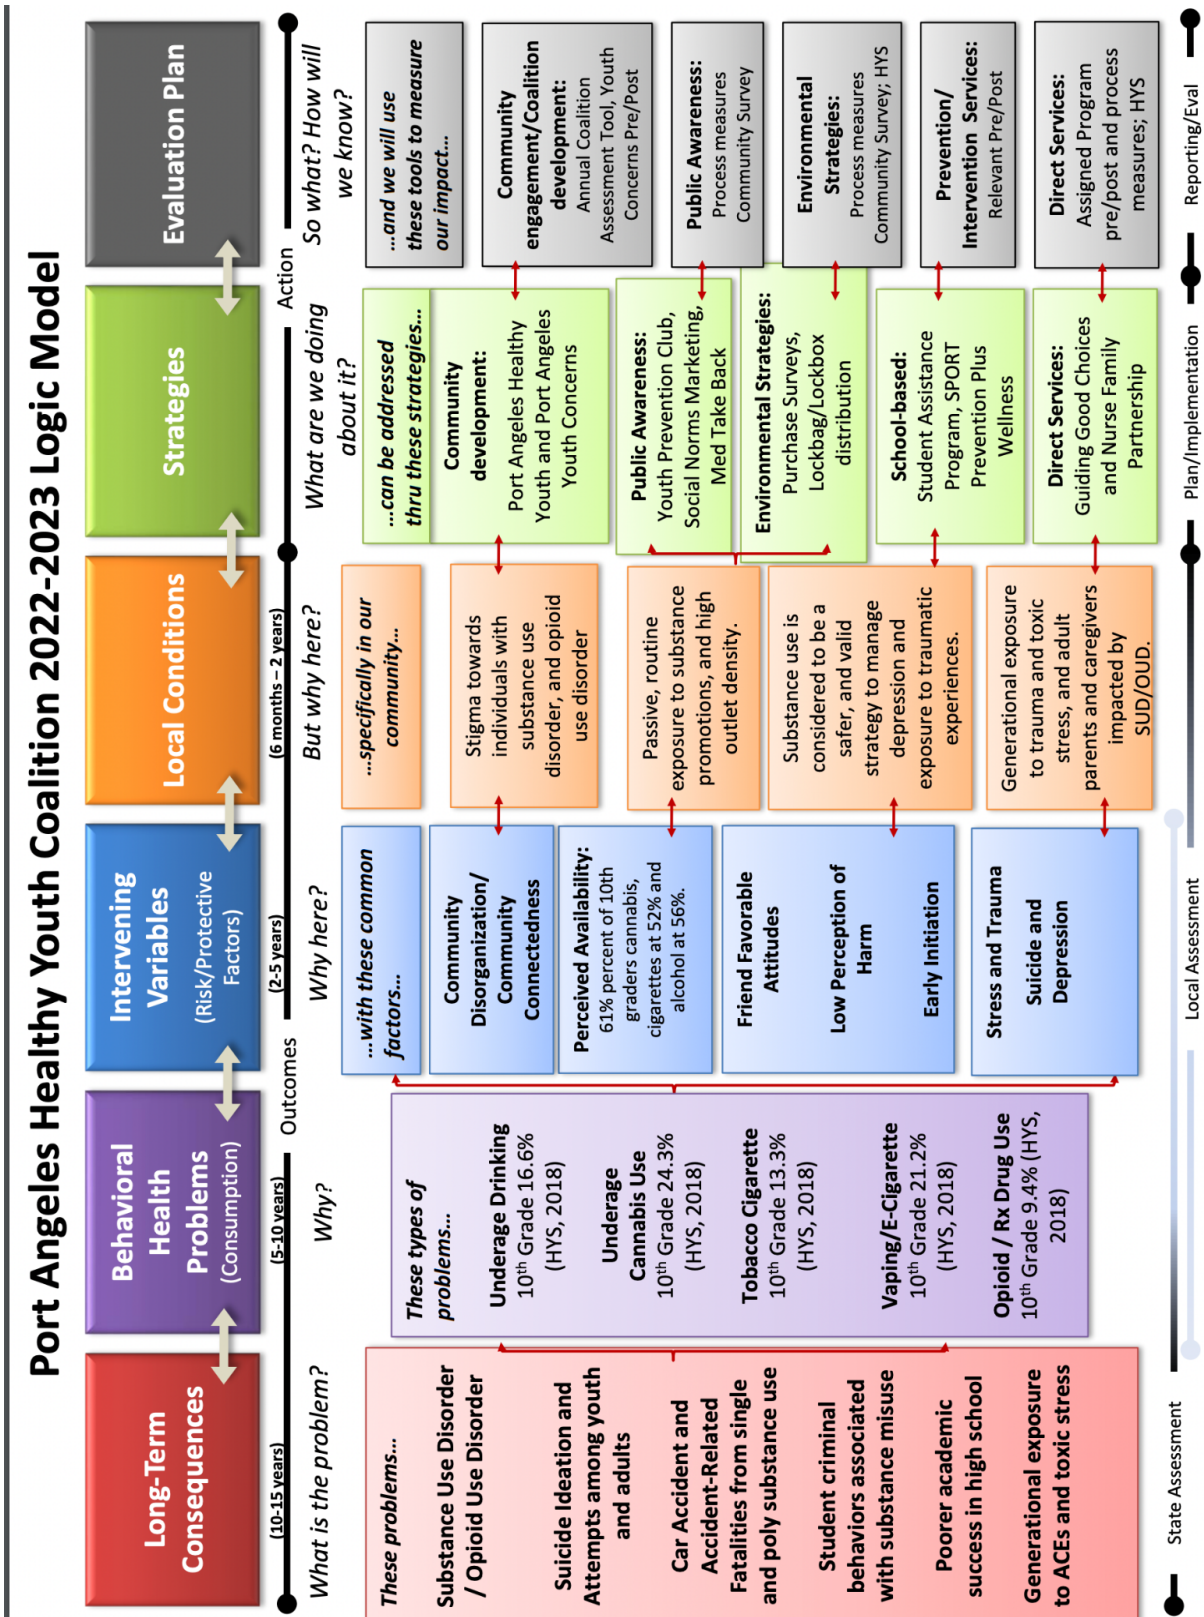 Port Angeles Healthy Youth Coalition 2022-2023 Logic Model
Long-Term
Consequences
Behavioral
Health
Problems
(Consumption)
Intervening
Variables
(Risk/Protective
Factors)
Local Conditions
Strategies
Evaluation Plan
(10-15 years)
(5-10 years)
Outcomes
(2-5 years)
(6 months – 2 years)
Action
What is the problem?
Why?
Why here?
But why here?
What are we doing
about it?
So what? How will
we know?
These problems...
Substance Use Disorder
/ Opioid Use Disorder
Suicide Ideation and
Attempts among youth
and adults
Car Accident and
Accident-Related
Fatalities from single
and poly substance use
Student criminal
behaviors associated
with substance misuse
Poorer academic
success in high school
Generational exposure
to ACEs and toxic stress
These types of
problems...
Underage Drinking
10th Grade 16.6%
(HYS, 2018)
Underage
Cannabis Use
10th Grade 24.3%
(HYS, 2018)
Tobacco Cigarette
10th Grade 13.3%
(HYS, 2018)
Vaping/E-Cigarette
10th Grade 21.2%
(HYS, 2018)
Opioid / Rx Drug Use
10th Grade 9.4% (HYS,
2018)
...with these common
factors...
Community
Disorganization/
Community
Connectedness
Perceived Availability:
61% percent of 10th
graders cannabis,
cigarettes at 52% and
alcohol at 56%.
Friend Favorable
Attitudes
Low Perception of
Harm
Early Initiation
Stress and Trauma
Suicide and
Depression
...specifically in our
community...
Stigma towards
individuals with
substance use
disorder, and opioid
use disorder
Passive, routine
exposure to substance
promotions, and high
outlet density.
Substance use is
considered to be a
safer, and valid
strategy to manage
depression and
exposure to traumatic
experiences.
Generational exposure
to trauma and toxic
stress, and adult
parents and caregivers
impacted by
SUD/OUD.
...can be addressed
thru these strategies...
Community
development:
Port Angeles Healthy
Youth and Port Angeles
Youth Concerns
Public Awareness:
Youth Prevention Club,
Social Norms Marketing,
Med Take Back
Environmental Strategies:
Purchase Surveys,
Lockbag/Lockbox
distribution
School-based:
Student Assistance
Program, SPORT
Prevention Plus
Wellness
Direct Services:
Guiding Good Choices
and Nurse Family
Partnership
...and we will use
these tools to measure
our impact...
Community
engagement/Coalition
development:
Annual Coalition
Assessment Tool, Youth
Concerns Pre/Post
Public Awareness:
Process measures
Community Survey
Environmental
Strategies:
Process measures
Community Survey; HYS
Prevention/
Intervention Services:
Relevant Pre/Post
Direct Services:
Assigned Program
pre/post and process
measures; HYS
State Assessment
Local Assessment
Plan/Implementation
Reporting/Eval